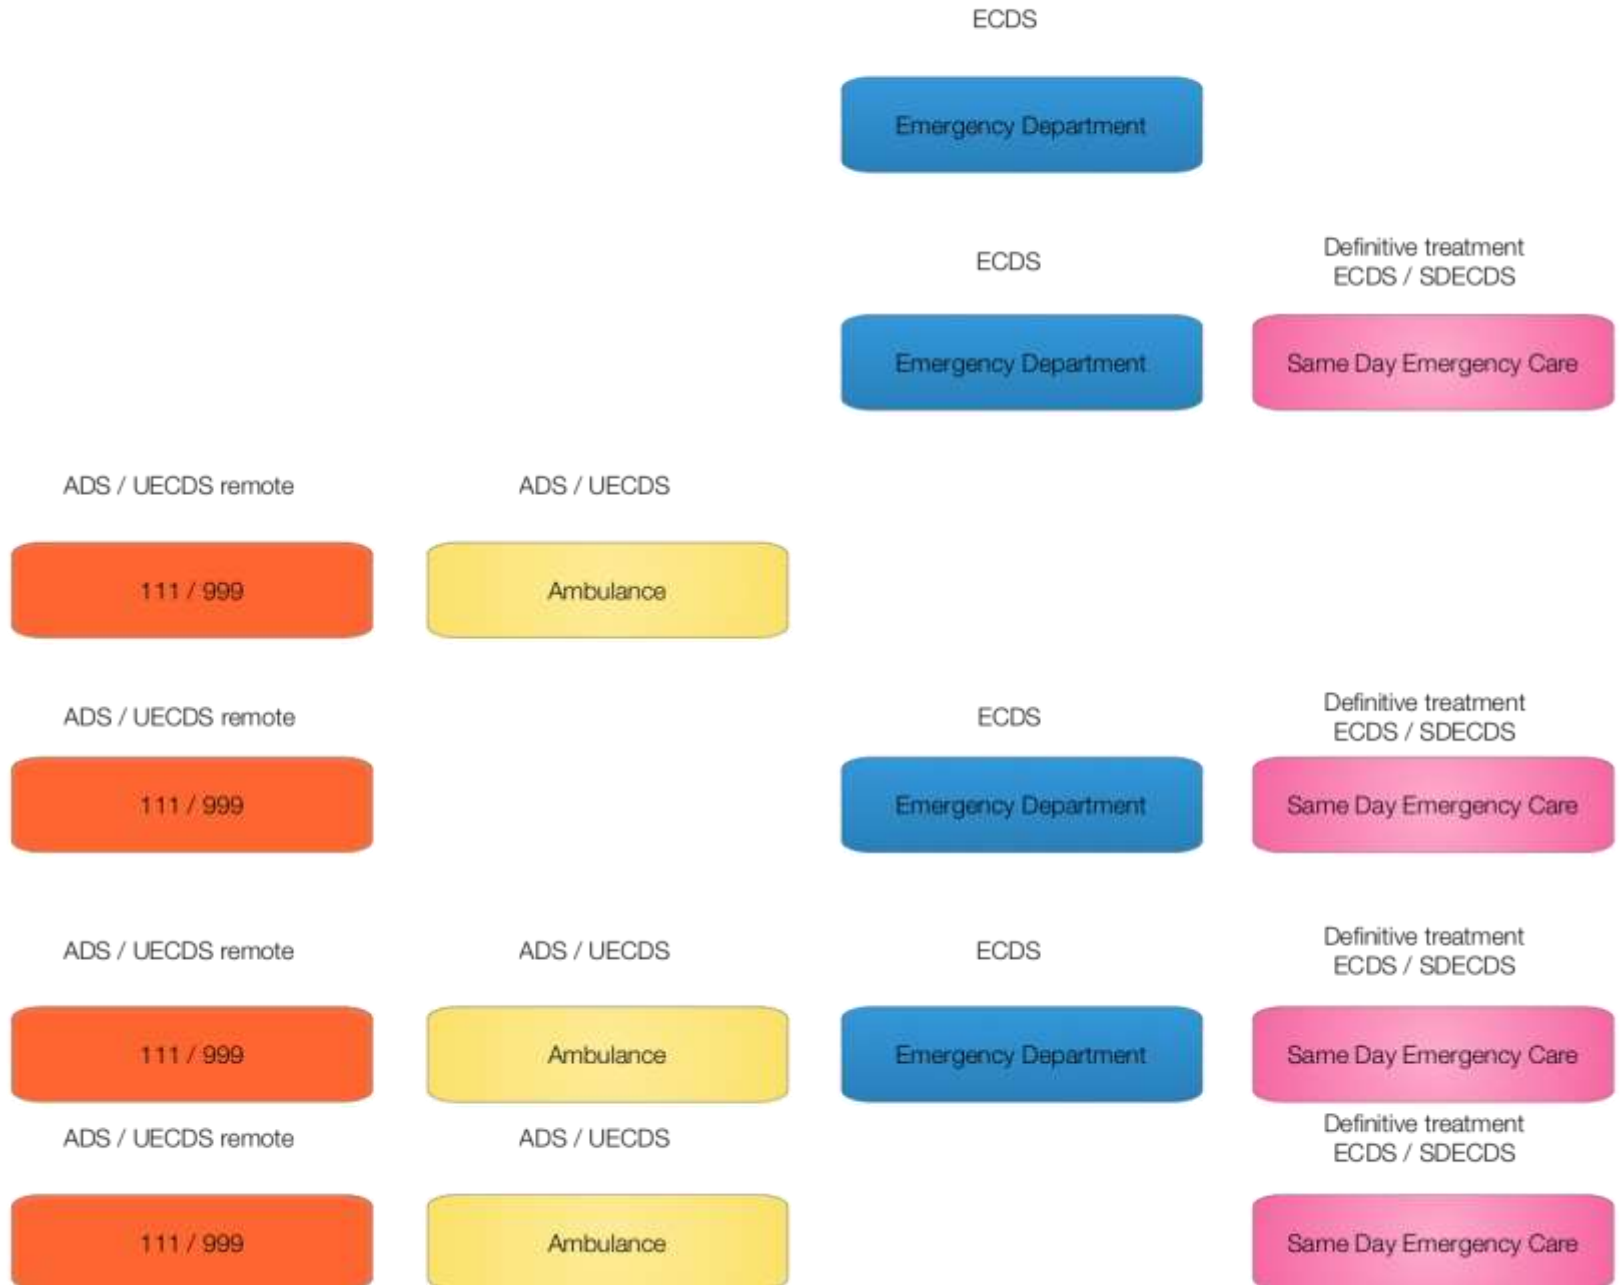 ECDS
Emergency Department
ECDS
Definitive treatment
ECDS / SDECDS
Emergency Department
Same Day Emergency Care
ADS / UECDS remote
ADS / UECDS
111 / 999
Ambulance
ADS / UECDS remote
ECDS
Definitive treatment
ECDS / SDECDS
111 / 999
Emergency Department
Same Day Emergency Care
ADS / UECDS remote
ADS / UECDS
ECDS
Definitive treatment
ECDS / SDECDS
111 / 999
Ambulance
Emergency Department
Same Day Emergency Care
ADS / UECDS remote
ADS / UECDS
Definitive treatment
ECDS / SDECDS
111 / 999
Ambulance
Same Day Emergency Care